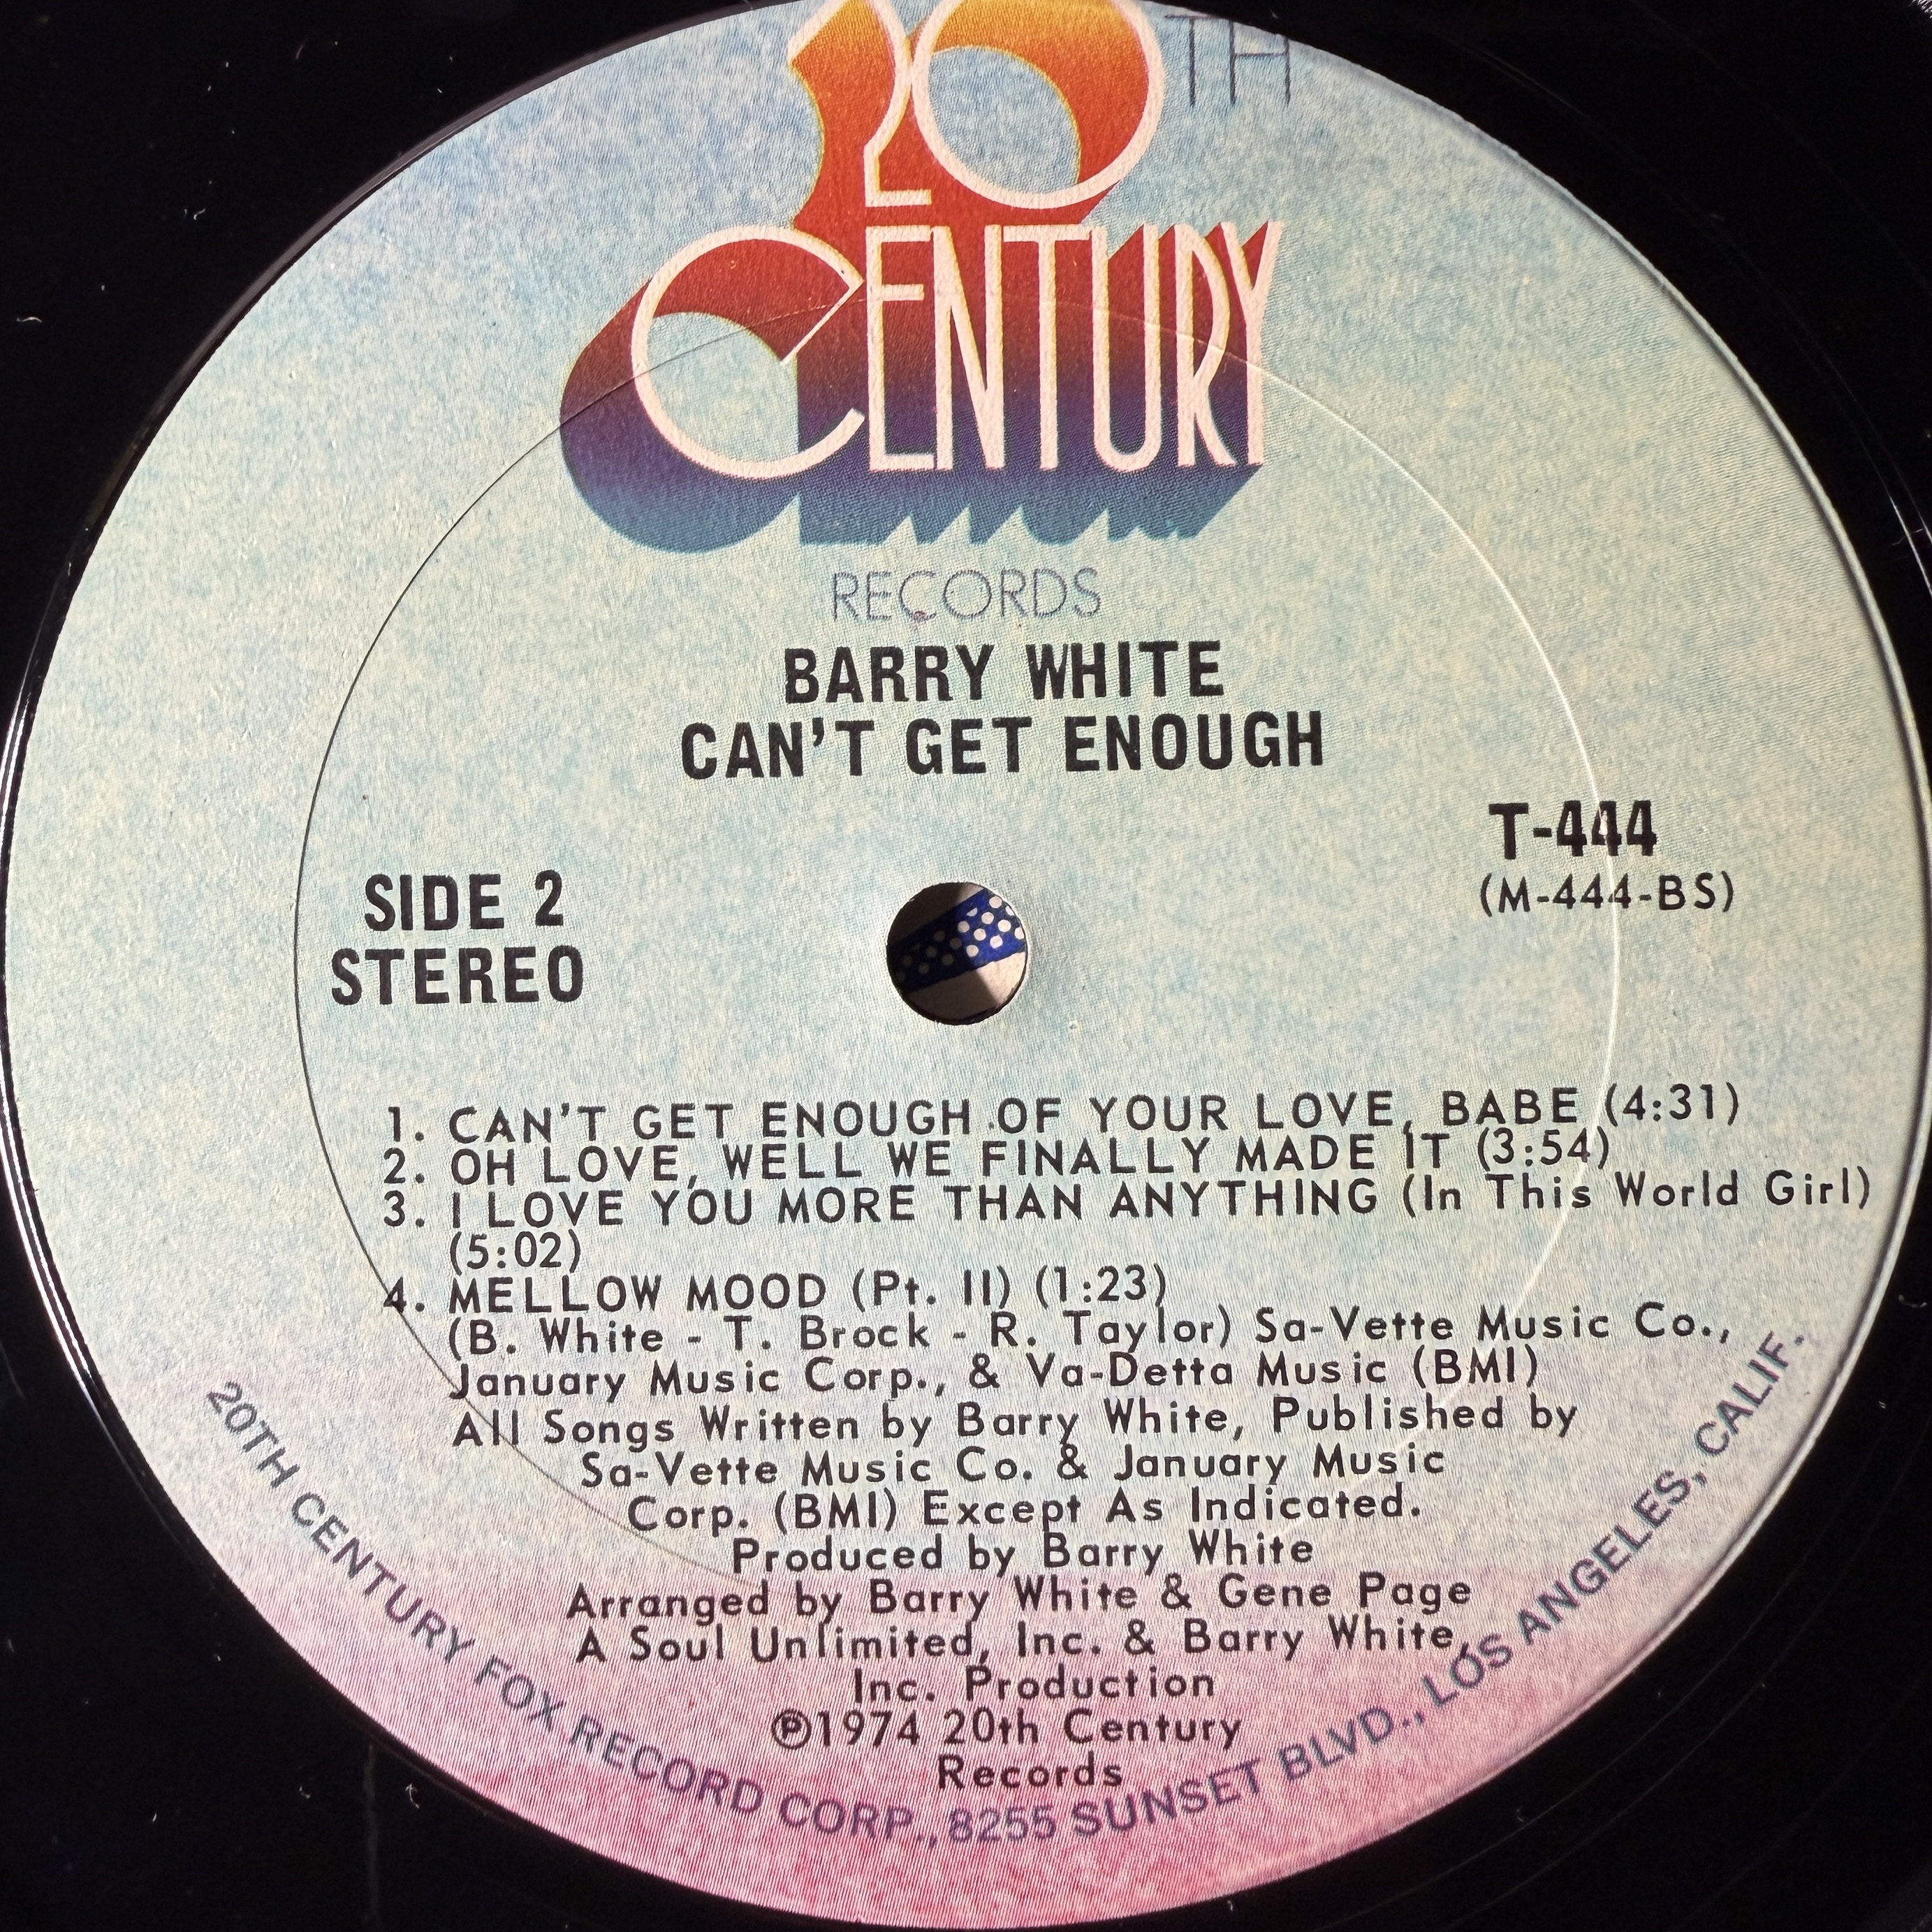 20TH
CENTURY
RECORDS
BARRY WHITE
CAN'T GET ENOUGH
T-444
(M-444-BS)
SIDE 2
STEREO
1. CAN'T GET ENOUGH OF YOUR LOVE, BABE (4:31)
2. OH LOVE, WELL WE FINALLY MADE IT (3:54)
3. I LOVE YOU MORE THAN ANYTHING (In This World Girl)
(5:02)
4. MELLOW MOOD (Pt. II) (1:23)
(B. White - T. Brock - R. Taylor) Sa-Vette Music Co.,
January Music Corp., & Va-Detta Music (BMI)
All Songs Written by Barry White, Published by
Sa-Vette Music Co. & January Music
Corp. (BMI) Except As Indicated.
Produced by Barry White
Arranged by Barry White & Gene Page
A Soul Unlimited, Inc. & Barry White,
Inc. Production
℗1974 20th Century
Records
20TH CENTURY FOX RECORD CORP., 8255 SUNSET BLVD., LOS ANGELES, CALIF.